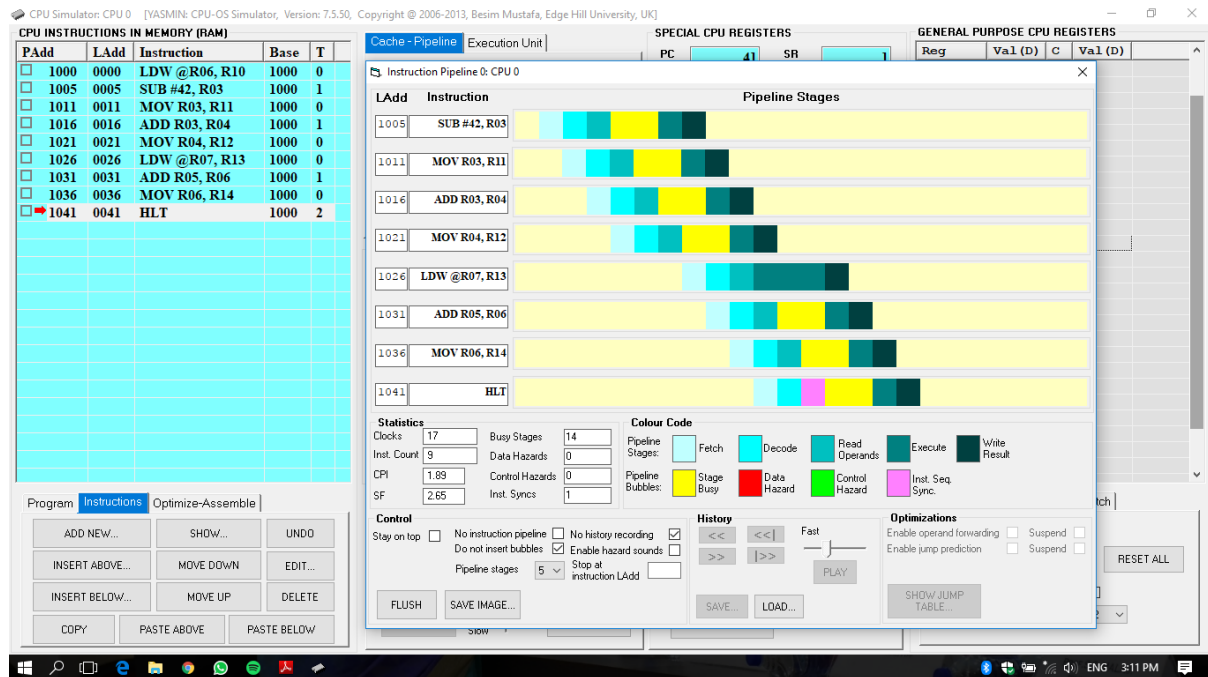 CPU Simulator: CPU 0 [YASMIN: CPU-OS Simulator, Version: 7.5.50, Copyright @ 2006-2013, Besim Mustafa, Edge Hill University, UK]
CPU INSTRUCTIONS IN MEMORY (RAM)
PAdd LAdd Instruction Base T
1000 0000 LDW @R06, R10 1000 0
1005 0005 SUB #42, R03 1000 1
1011 0011 MOV R03, R11 1000 0
1016 0016 ADD R03, R04 1000 1
1021 0021 MOV R04, R12 1000 0
1026 0026 LDW @R07, R13 1000 0
1031 0031 ADD R05, R06 1000 1
1036 0036 MOV R06, R14 1000 0
1041 0041 HLT 1000 2
Program Instructions Optimize-Assemble
ADD NEW... SHOW... UNDO
INSERT ABOVE... MOVE DOWN EDIT...
INSERT BELOW... MOVE UP DELETE
COPY PASTE ABOVE PASTE BELOW
Cache - Pipeline Execution Unit
SPECIAL CPU REGISTERS
PC 41 SR 1
GENERAL PURPOSE CPU REGISTERS
Reg Val (D) C Val (D)
Instruction Pipeline 0: CPU 0
LAdd Instruction Pipeline Stages
1005 SUB #42, R03
1011 MOV R03, R11
1016 ADD R03, R04
1021 MOV R04, R12
1026 LDW @R07, R13
1031 ADD R05, R06
1036 MOV R06, R14
1041 HLT
Statistics
Clocks 17 Busy Stages 14
Inst. Count 9 Data Hazards 0
CPI 1.89 Control Hazards 0
SF 2.65 Inst. Syncs 1
Colour Code
Pipeline Stages: Fetch Decode Read Operands Execute Write Result
Pipeline Bubbles: Stage Busy Data Hazard Control Hazard Inst. Seq. Sync.
Control
Stay on top No instruction pipeline No history recording
Do not insert bubbles Enable hazard sounds
Pipeline stages 5 Stop at instruction LAdd
FLUSH SAVE IMAGE...
History
<< <<| Fast
>> |>> PLAY
SAVE... LOAD...
Optimizations
Enable operand forwarding Suspend
Enable jump prediction Suspend
SHOW JUMP TABLE...
RESET ALL
Slow
ENG 3:11 PM